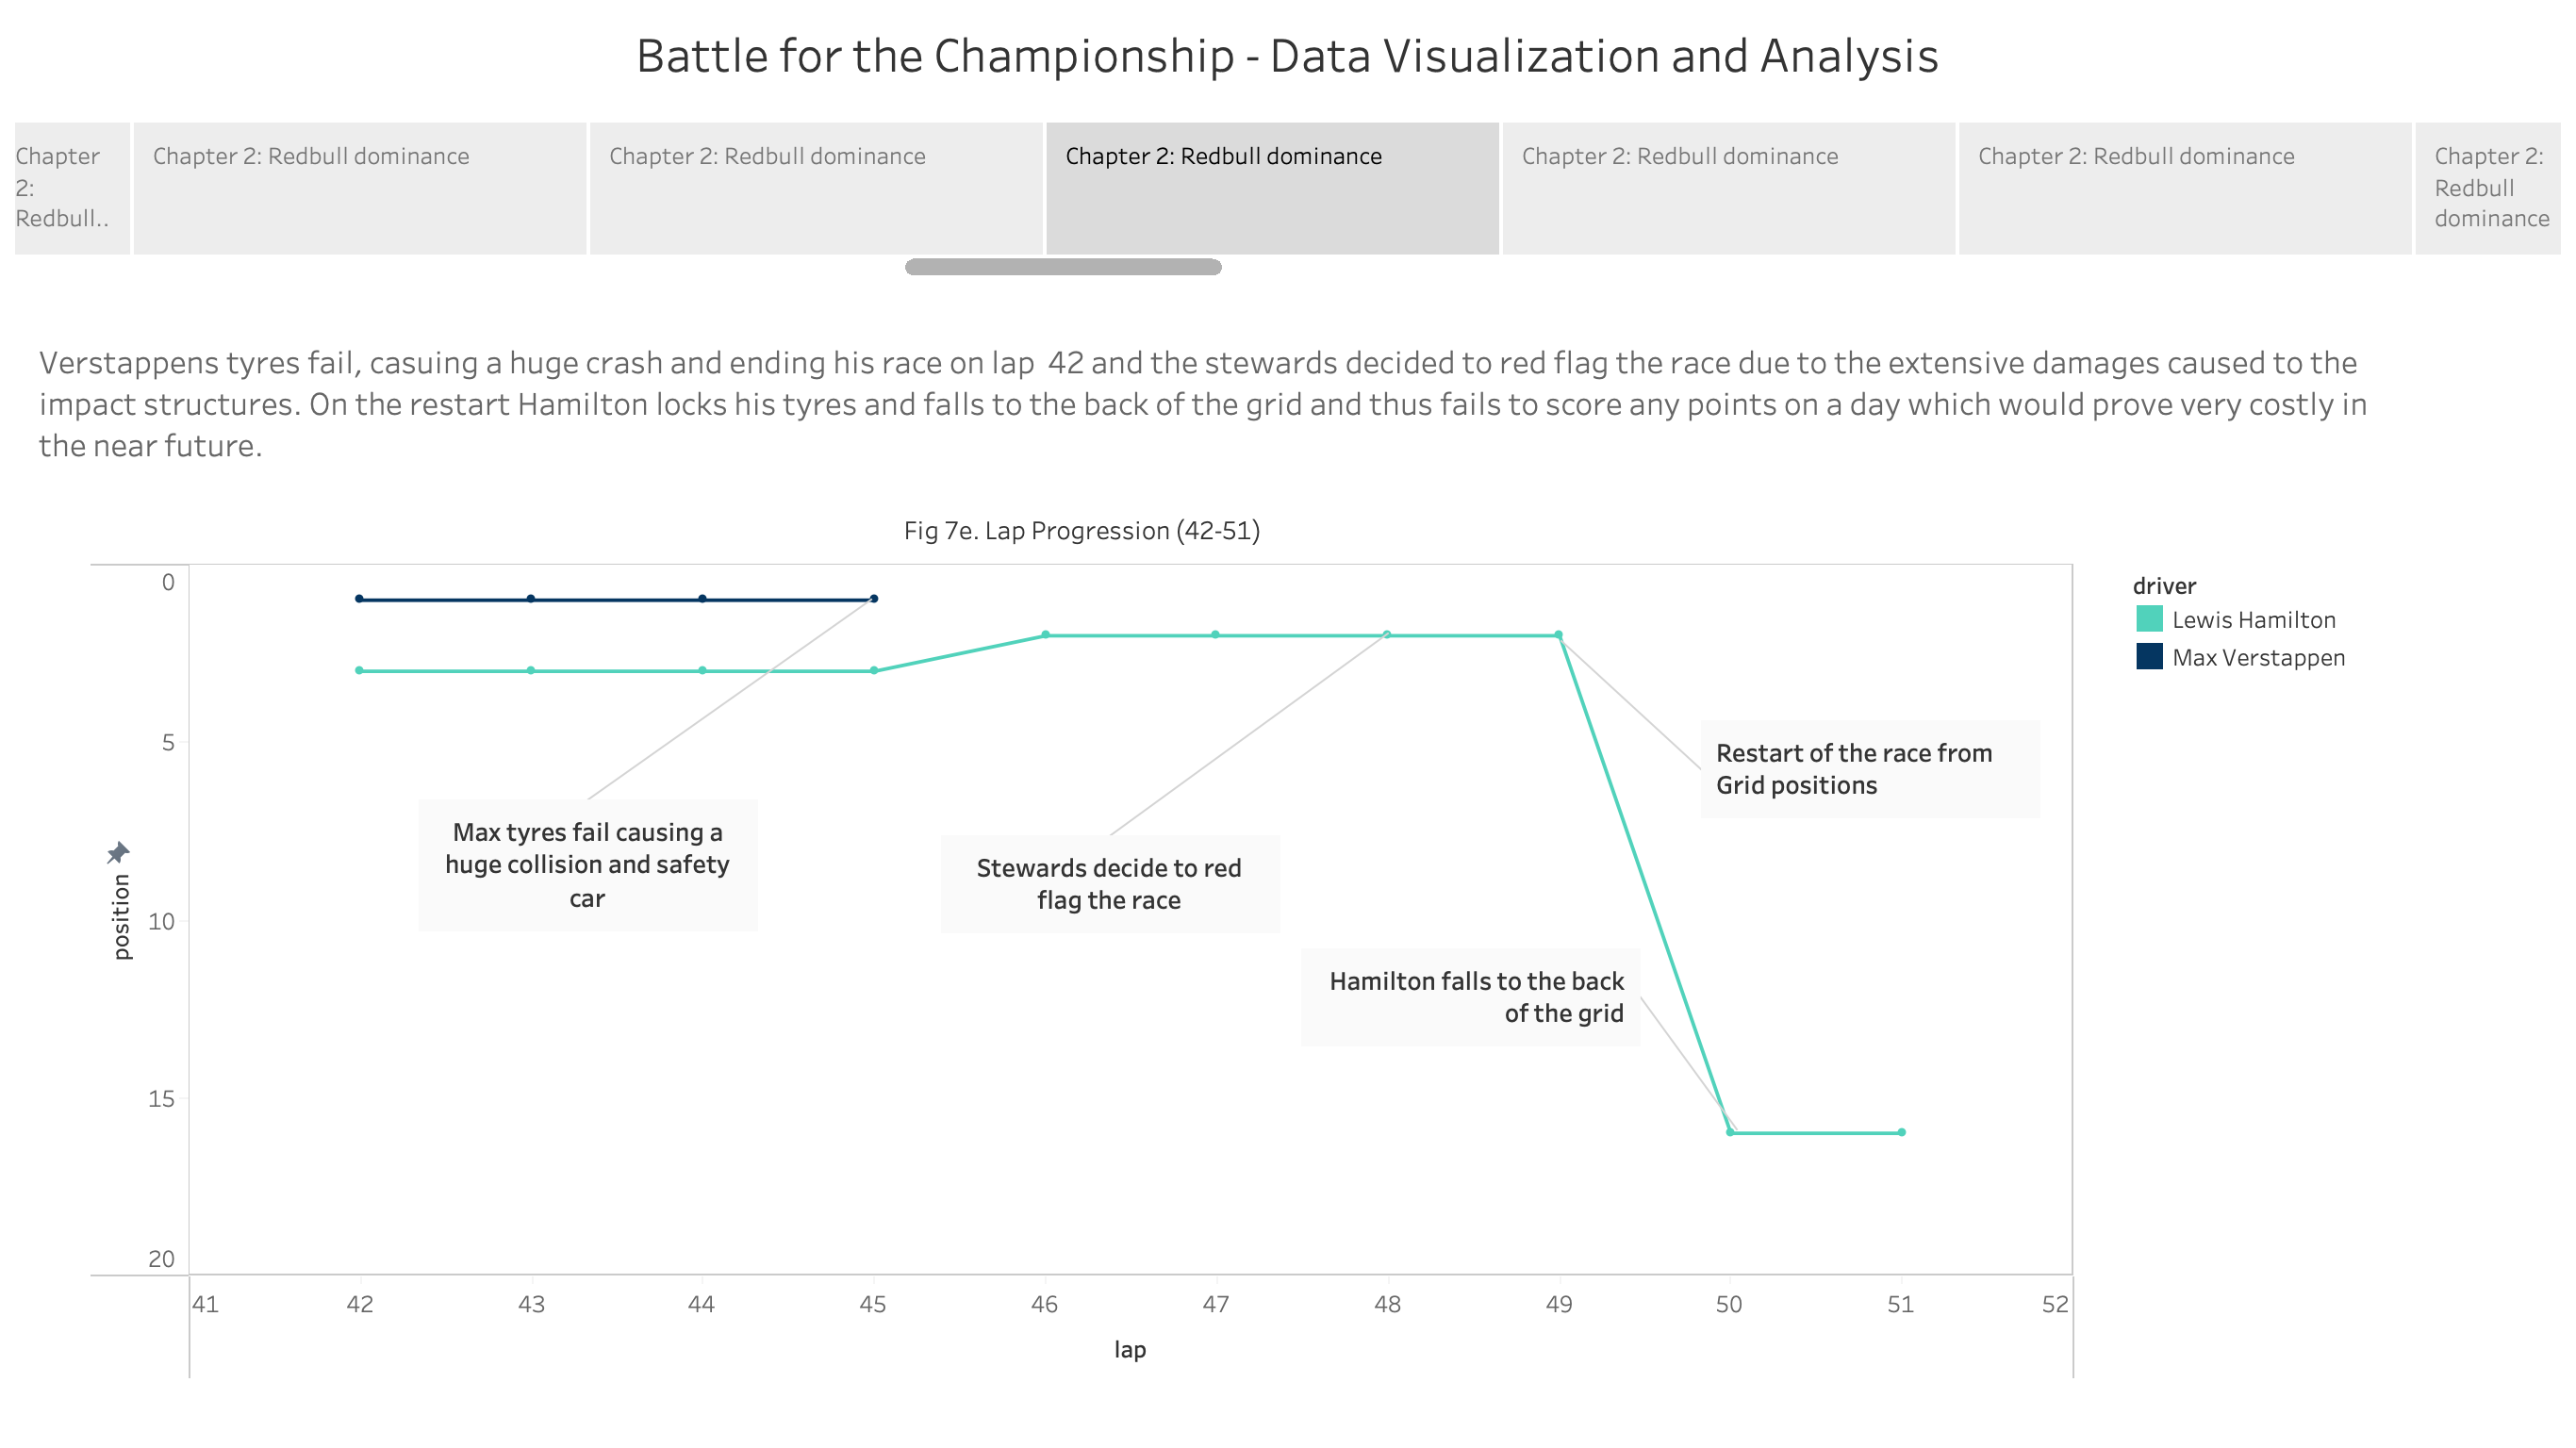 Battle for the Championship - Data Visualization and Analysis
Chapter
2:
Redbull..
Chapter 2: Redbull dominance
Chapter 2: Redbull dominance
Chapter 2: Redbull dominance
Chapter 2: Redbull dominance
Chapter 2: Redbull dominance
Chapter 2:
Redbull
dominance
Verstappens tyres fail, casuing a huge crash and ending his race on lap  42 and the stewards decided to red flag the race due to the extensive damages caused to the
impact structures. On the restart Hamilton locks his tyres and falls to the back of the grid and thus fails to score any points on a day which would prove very costly in
the near future.
Fig 7e. Lap Progression (42-51)
driver
Lewis Hamilton
Max Verstappen
position
0
5
10
15
20
Max tyres fail causing a
huge collision and safety
car
Stewards decide to red
flag the race
Restart of the race from
Grid positions
Hamilton falls to the back
of the grid
41 42 43 44 45 46 47 48 49 50 51 52
lap